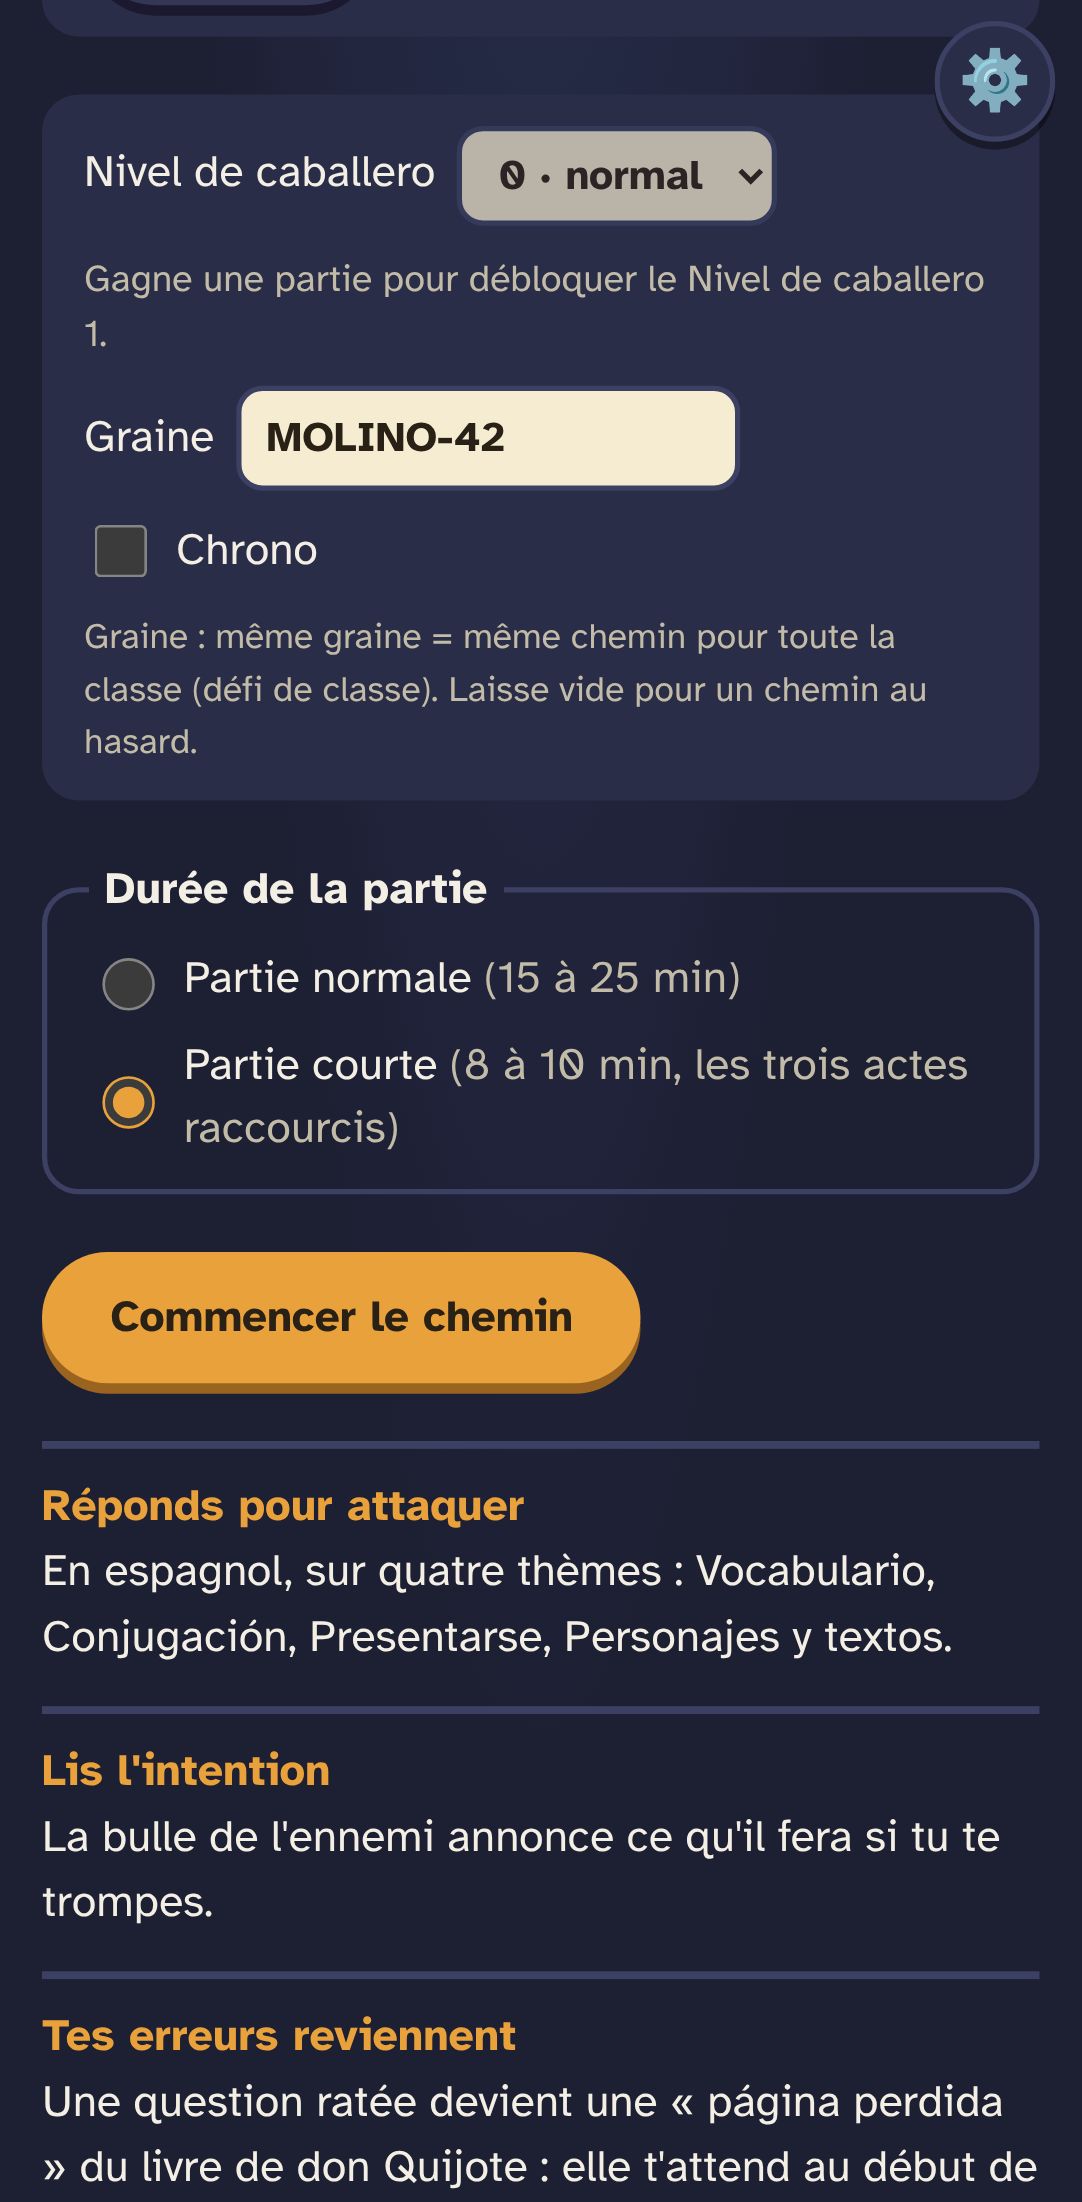 Nivel de caballero 0 · normal
Gagne une partie pour débloquer le Nivel de caballero
1.
Graine MOLINO-42
Chrono
Graine : même graine = même chemin pour toute la
classe (défi de classe). Laisse vide pour un chemin au
hasard.
Durée de la partie
Partie normale (15 à 25 min)
Partie courte (8 à 10 min, les trois actes
raccourcis)
Commencer le chemin
Réponds pour attaquer
En espagnol, sur quatre thèmes : Vocabulario,
Conjugación, Presentarse, Personajes y textos.
Lis l'intention
La bulle de l'ennemi annonce ce qu'il fera si tu te
trompes.
Tes erreurs reviennent
Une question ratée devient une « página perdida
» du livre de don Quijote : elle t'attend au début de